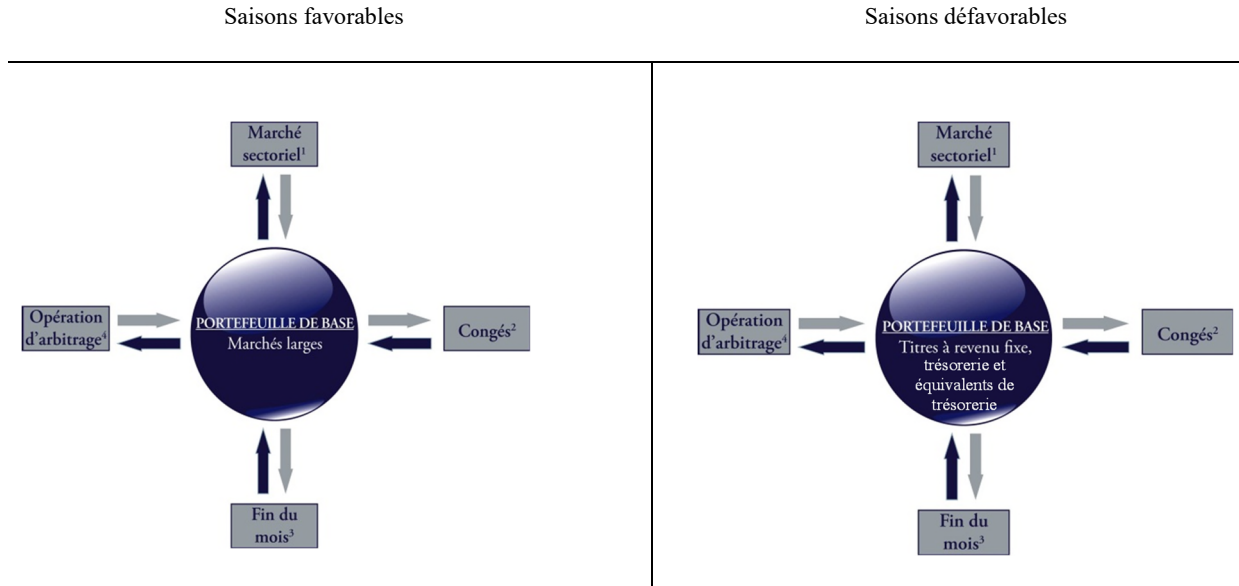 Saisons favorables
Saisons défavorables
Marché
sectoriel¹
Opération
d'arbitrage⁴
PORTEFEUILLE DE BASE
Marchés larges
Congés²
Fin du
mois³
Marché
sectoriel¹
Opération
d'arbitrage⁴
PORTEFEUILLE DE BASE
Titres à revenu fixe,
trésorerie et
équivalents de
trésorerie
Congés²
Fin du
mois³